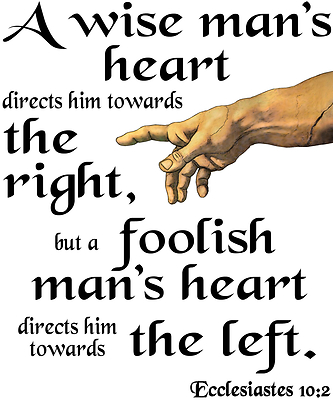 A wise man's
heart
directs him towards
the
right,
but a foolish
man's heart
directs him
towards the left.
Ecclesiastes 10:2